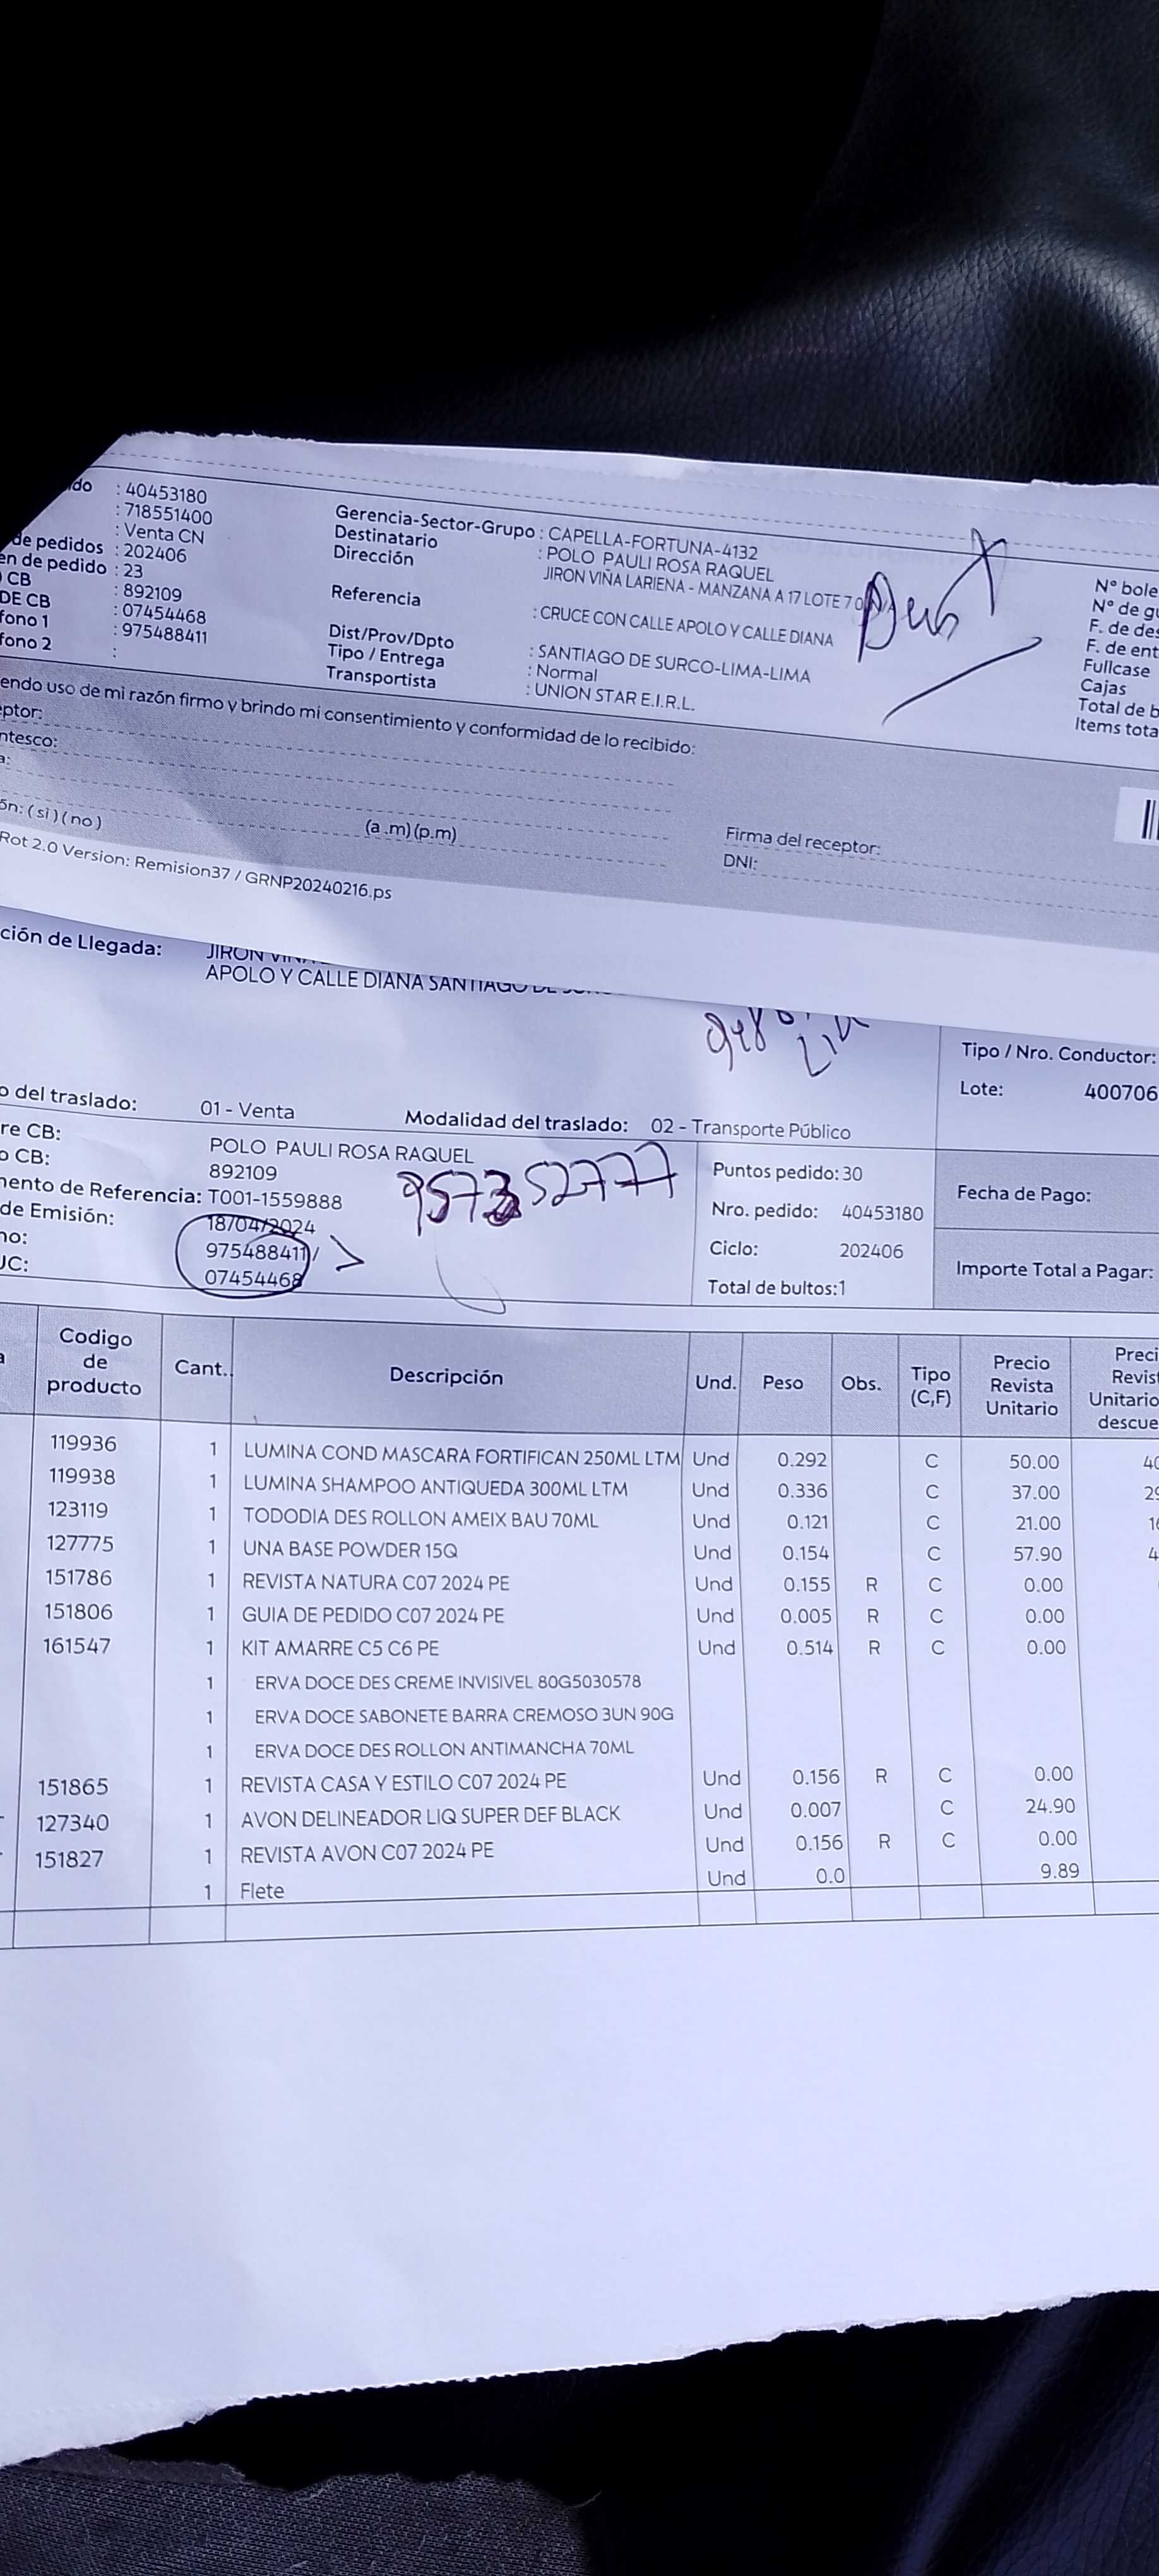 : 40453180
: 718551400
: Venta CN
de pedidos : 202406
en de pedido : 23
CB : 892109
DE CB : 07454468
fono 1 : 975488411
fono 2 :
Gerencia-Sector-Grupo : CAPELLA-FORTUNA-4132
Destinatario : POLO PAULI ROSA RAQUEL
Dirección JIRON VIÑA LARIENA - MANZANA A 17 LOTE 7 0
Referencia : CRUCE CON CALLE APOLO Y CALLE DIANA
Dist/Prov/Dpto : SANTIAGO DE SURCO-LIMA-LIMA
Tipo / Entrega : Normal
Transportista : UNION STAR E.I.R.L.
N° bole
N° de gu
F. de des
F. de ent
Fullcase
Cajas
Total de b
Items tota
endo uso de mi razón firmo y brindo mi consentimiento y conformidad de lo recibido:
eptor:
ntesco:
a:
ón: ( si ) ( no ) (a .m) (p.m)
Firma del receptor:
DNI:
Rot 2.0 Version: Remision37 / GRNP20240216.ps
ción de Llegada: JIRON
APOLO Y CALLE DIANA SANTIAGO DE
Tipo / Nro. Conductor:
Lote: 400706
o del traslado: 01 - Venta Modalidad del traslado: 02 - Transporte Público
re CB: POLO PAULI ROSA RAQUEL
o CB: 892109
mento de Referencia: T001-1559888
de Emisión: 18/04/2024
no: 975488411/
UC: 07454468
957352777
Puntos pedido: 30
Nro. pedido: 40453180
Ciclo: 202406
Total de bultos:1
Fecha de Pago:
Importe Total a Pagar:
Codigo de producto Cant.. Descripción Und. Peso Obs. Tipo (C,F) Precio Revista Unitario Preci Revist Unitario descue
119936 1 LUMINA COND MASCARA FORTIFICAN 250ML LTM Und 0.292 C 50.00 40
119938 1 LUMINA SHAMPOO ANTIQUEDA 300ML LTM Und 0.336 C 37.00 29
123119 1 TODODIA DES ROLLON AMEIX BAU 70ML Und 0.121 C 21.00 16
127775 1 UNA BASE POWDER 15Q Und 0.154 C 57.90 4
151786 1 REVISTA NATURA C07 2024 PE Und 0.155 R C 0.00
151806 1 GUIA DE PEDIDO C07 2024 PE Und 0.005 R C 0.00
161547 1 KIT AMARRE C5 C6 PE Und 0.514 R C 0.00
1 ERVA DOCE DES CREME INVISIVEL 80G5030578
1 ERVA DOCE SABONETE BARRA CREMOSO 3UN 90G
1 ERVA DOCE DES ROLLON ANTIMANCHA 70ML
151865 1 REVISTA CASA Y ESTILO C07 2024 PE Und 0.156 R C 0.00
127340 1 AVON DELINEADOR LIQ SUPER DEF BLACK Und 0.007 C 24.90
151827 1 REVISTA AVON C07 2024 PE Und 0.156 R C 0.00
1 Flete Und 0.0 9.89